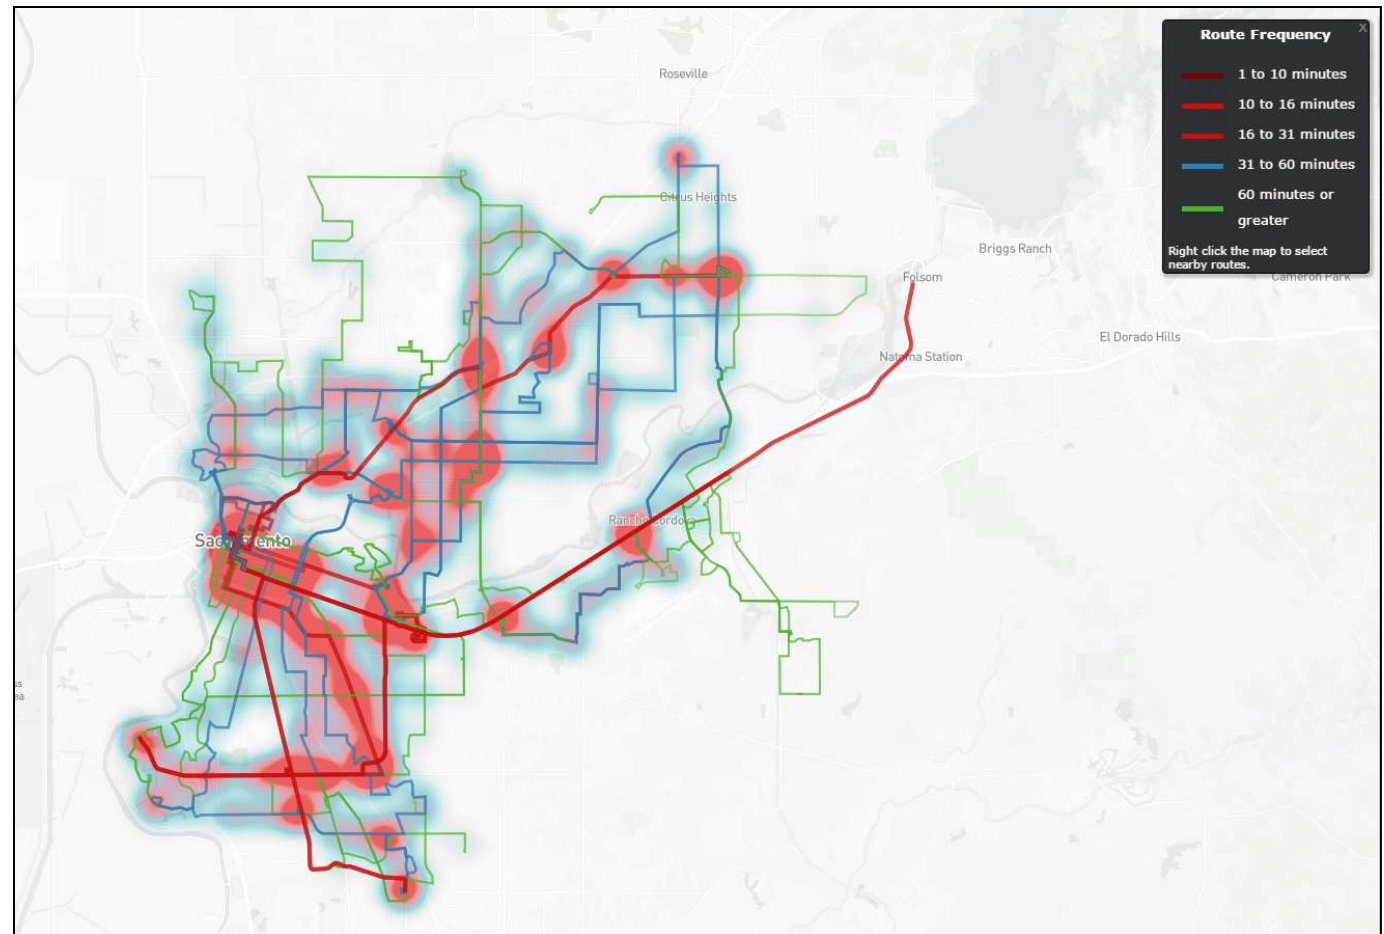 Route Frequency
X
1 to 10 minutes
Roseville
10 to 16 minutes
16 to 31 minutes
31 to 60 minutes
Citrus Heights
60 minutes or
greater
Briggs Ranch
Right click the map to select
nearby routes.
Folsom
Cameron Park
El Dorado Hills
Natoma Station
Rancho Cordova
Sacramento